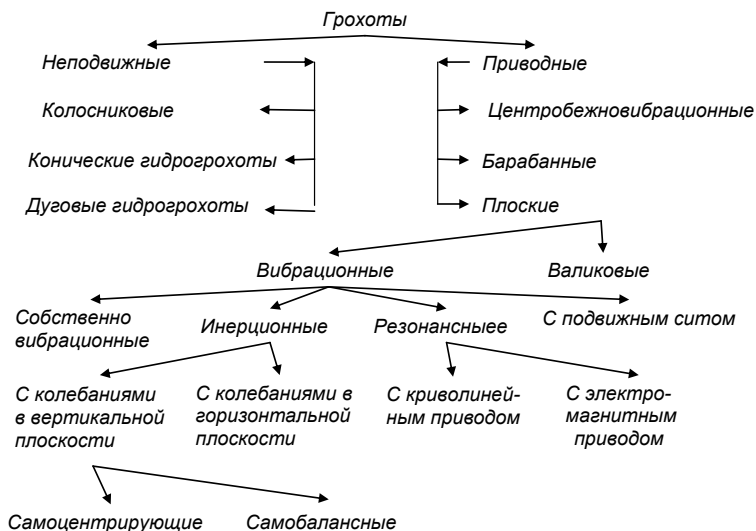 Грохоты
Неподвижные
Приводные
Колосниковые
Центробежновибрационные
Конические гидрогрохоты
Барабанные
Дуговые гидрогрохоты
Плоские
Вибрационные
Валиковые
Собственно
вибрационные
Инерционные
Резонансныее
С подвижным ситом
С колебаниями
в вертикальной
плоскости
С колебаниями в
горизонтальной
плоскости
С криволиней-
ным приводом
С электро-
магнитным
приводом
Самоцентрирующие
Самобалансные